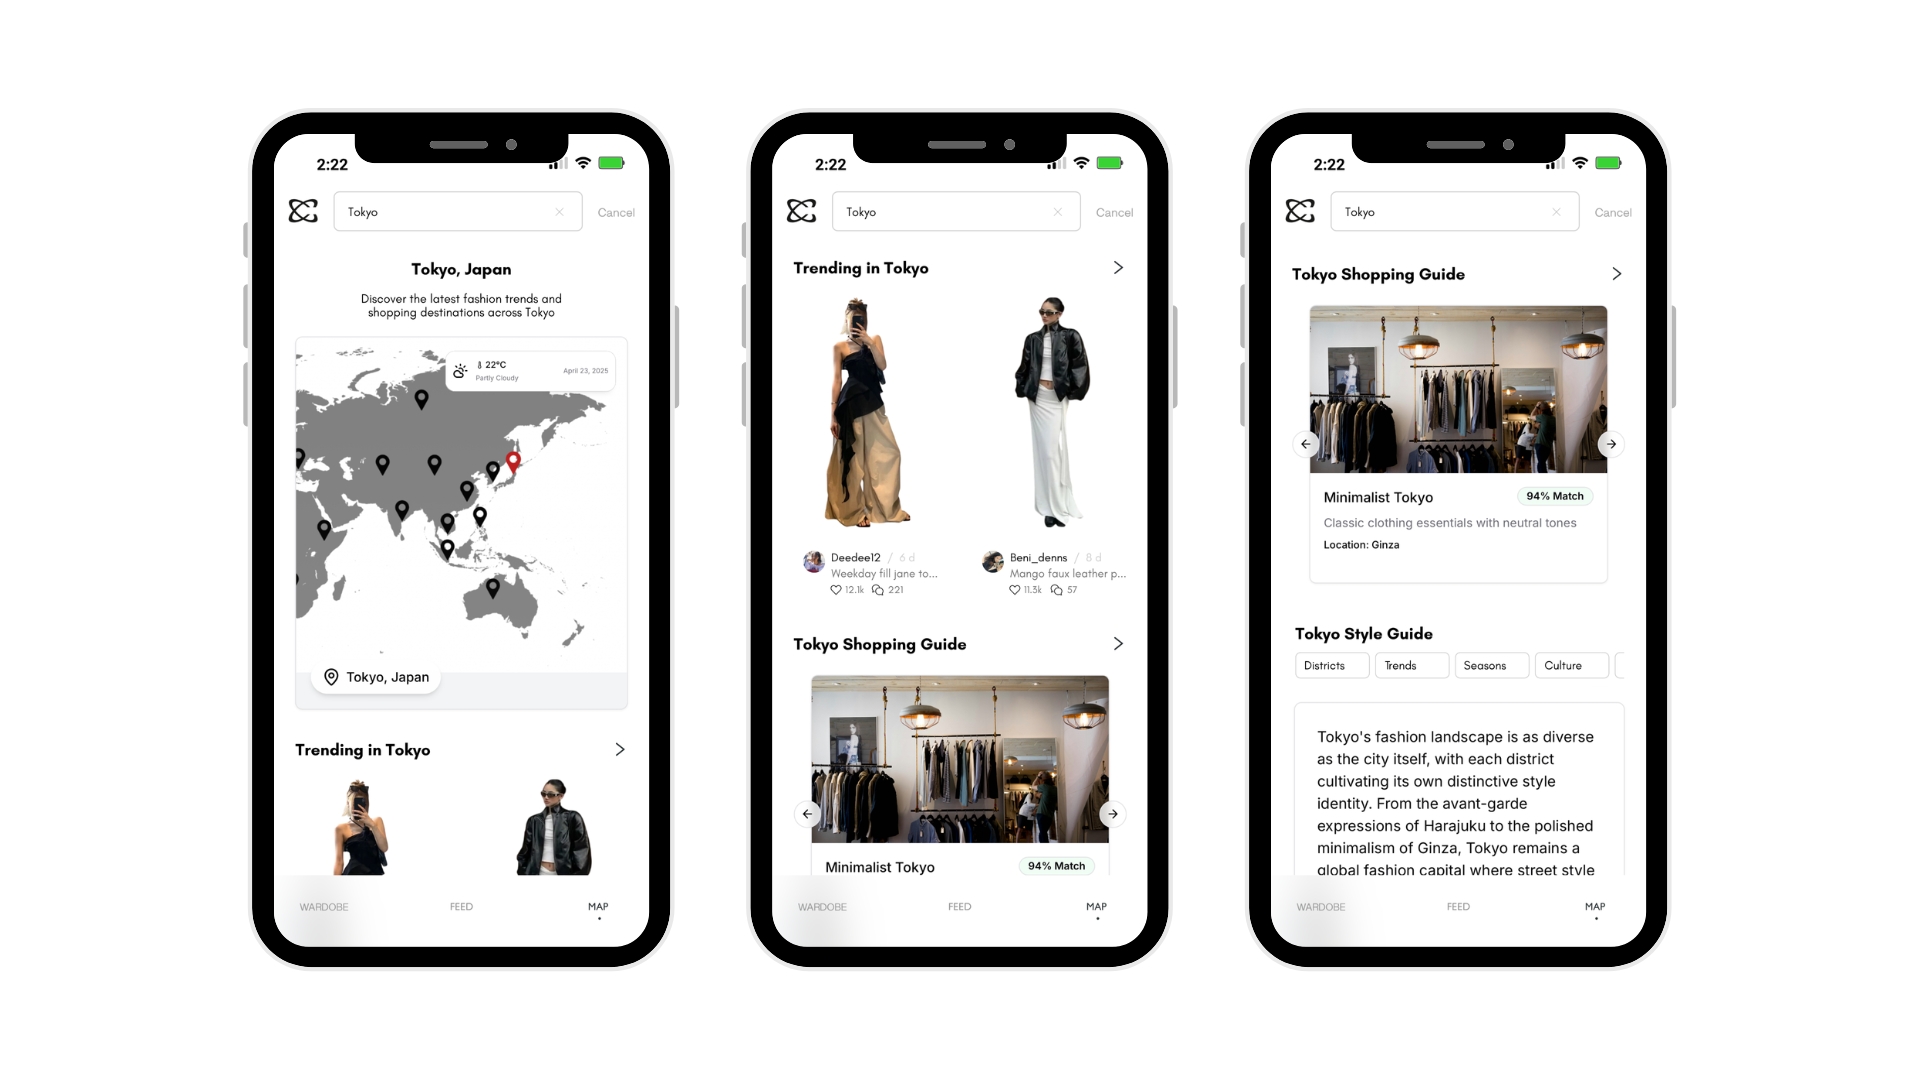 2:22
Tokyo
Cancel
Tokyo, Japan
Discover the latest fashion trends and
shopping destinations across Tokyo
22°C
Partly Cloudy
April 23, 2025
Tokyo, Japan
Trending in Tokyo
WARDOBE
FEED
MAP
2:22
Tokyo
Cancel
Trending in Tokyo
Deedee12 / 6 d
Weekday fill jane to...
12.1k
221
Beni_denns / 8 d
Mango faux leather p...
11.3k
57
Tokyo Shopping Guide
Minimalist Tokyo
94% Match
WARDOBE
FEED
MAP
2:22
Tokyo
Cancel
Tokyo Shopping Guide
Minimalist Tokyo
94% Match
Classic clothing essentials with neutral tones
Location: Ginza
Tokyo Style Guide
Districts
Trends
Seasons
Culture
Tokyo's fashion landscape is as diverse
as the city itself, with each district
cultivating its own distinctive style
identity. From the avant-garde
expressions of Harajuku to the polished
minimalism of Ginza, Tokyo remains a
global fashion capital where street style
WARDOBE
FEED
MAP